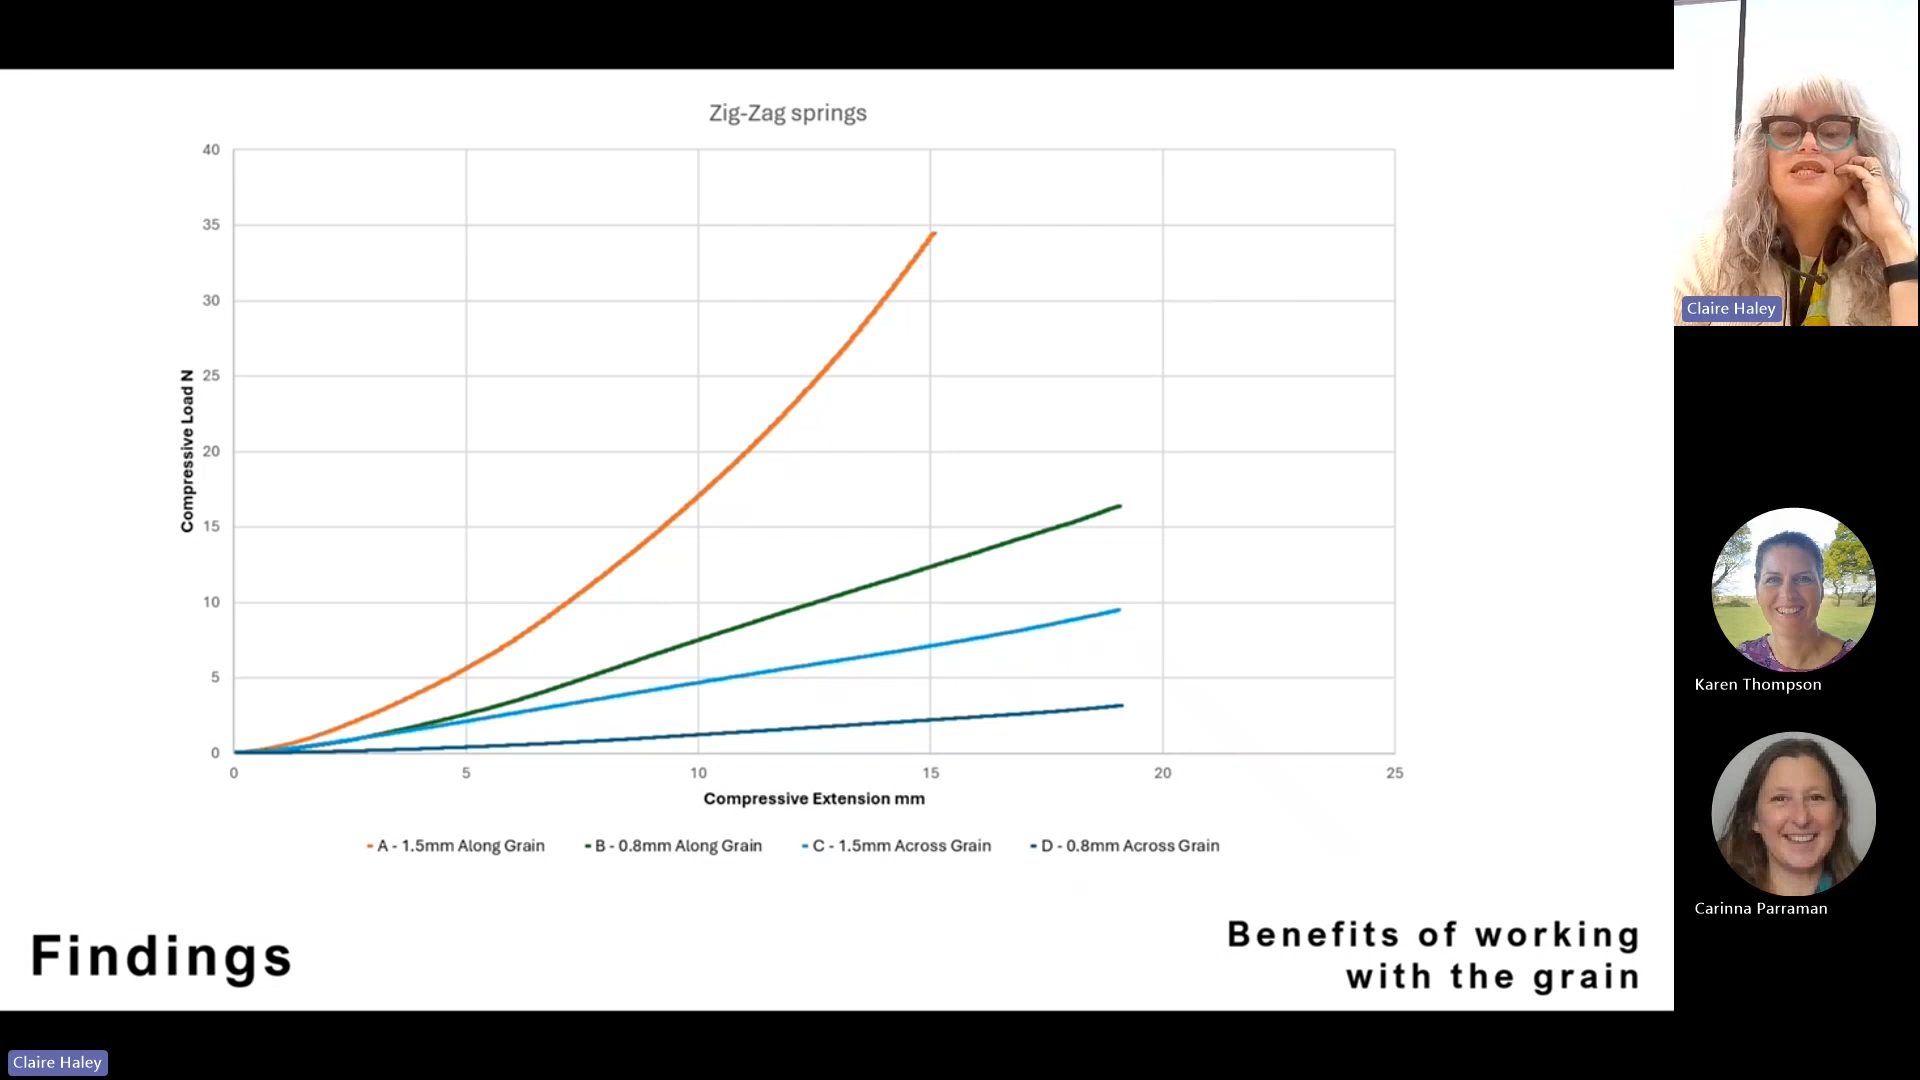 Zig-Zag springs
40
35
30
25
20
15
10
5
0
Compressive Load N
0 5 10 15 20 25
Compressive Extension mm
A - 1.5mm Along Grain B - 0.8mm Along Grain C - 1.5mm Across Grain D - 0.8mm Across Grain
Findings
Benefits of working
with the grain
Claire Haley
Karen Thompson
Carinna Parraman
Claire Haley